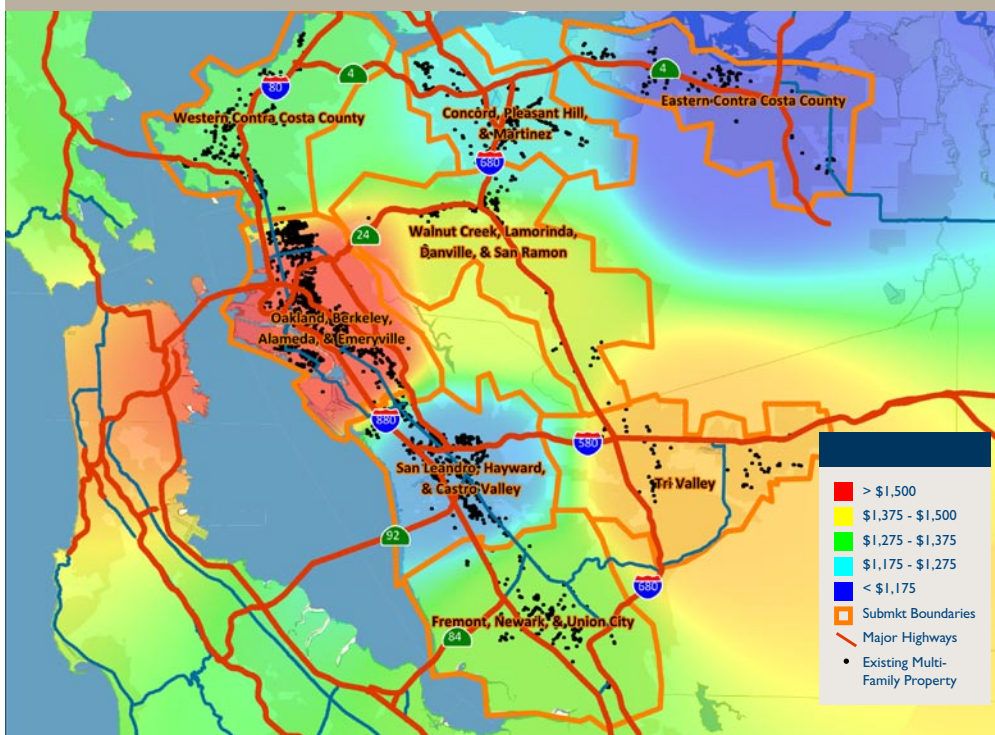 4
80
4
Eastern Contra Costa County
Western Contra Costa County
Concord, Pleasant Hill,
& Martinez
680
24
Walnut Creek, Lamorinda,
Danville, & San Ramon
Oakland, Berkeley,
Alameda, & Emeryville
880
580
San Leandro, Hayward,
& Castro Valley
Tri Valley
92
680
Fremont, Newark, & Union City
84
> $1,500
$1,375 - $1,500
$1,275 - $1,375
$1,175 - $1,275
< $1,175
Submkt Boundaries
Major Highways
Existing Multi-
Family Property